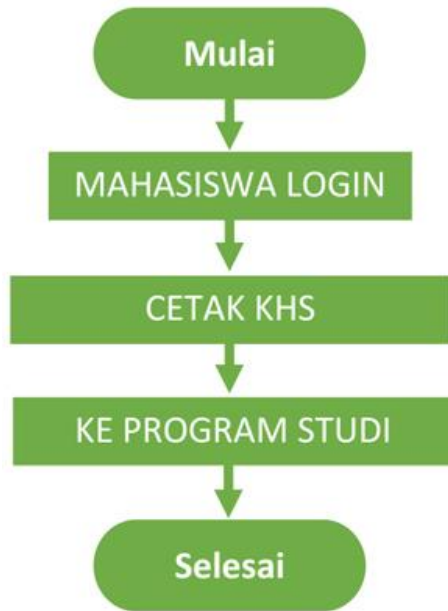 Mulai
MAHASISWA LOGIN
CETAK KHS
KE PROGRAM STUDI
Selesai